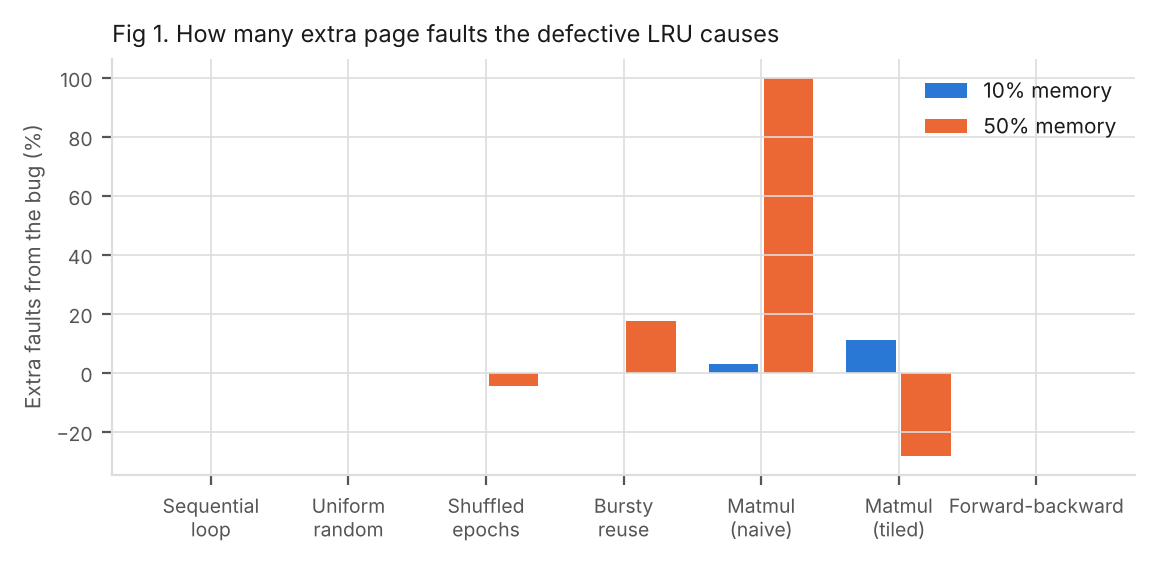 Fig 1. How many extra page faults the defective LRU causes
Extra faults from the bug (%)
100
80
60
40
20
0
−20
10% memory
50% memory
Sequential
loop
Uniform
random
Shuffled
epochs
Bursty
reuse
Matmul
(naive)
Matmul
(tiled)
Forward-backward